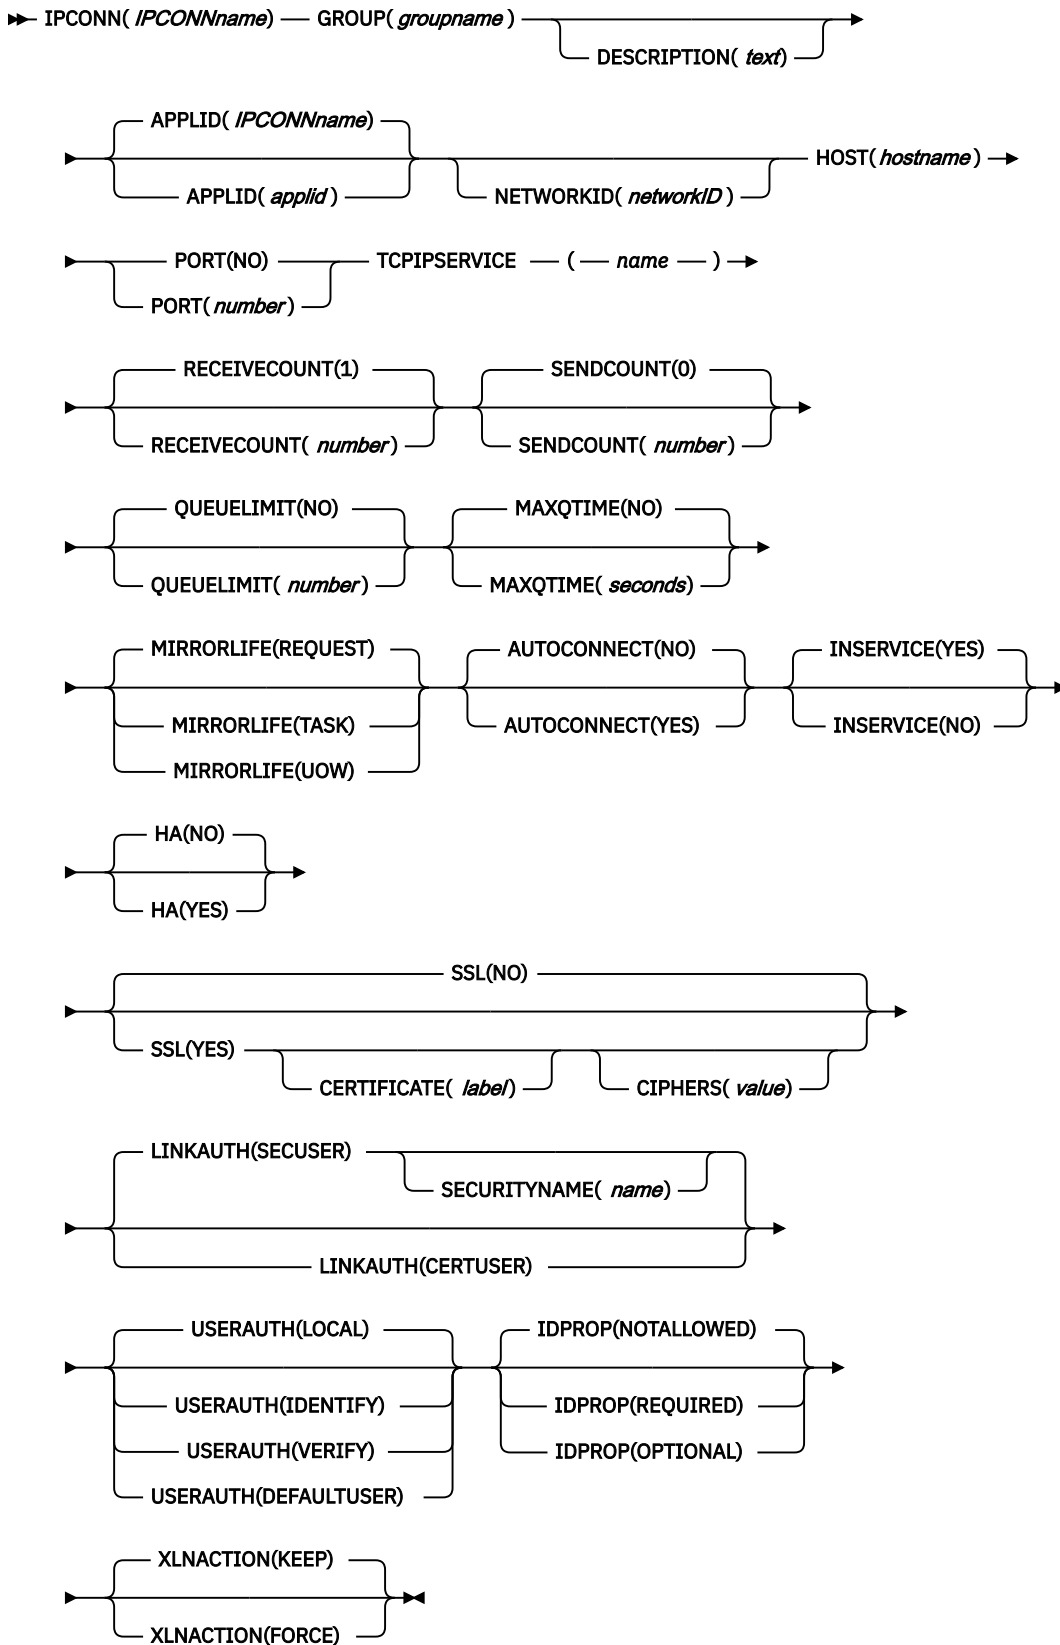 IPCONN( IPCONNname) GROUP( groupname )
DESCRIPTION( text)
APPLID( IPCONNname)
APPLID( applid )
NETWORKID( networkID )
HOST( hostname )
PORT(NO)
PORT( number )
TCPIPSERVICE ( name )
RECEIVECOUNT(1)
RECEIVECOUNT( number)
SENDCOUNT(0)
SENDCOUNT( number)
QUEUELIMIT(NO)
QUEUELIMIT( number )
MAXQTIME(NO)
MAXQTIME( seconds)
MIRRORLIFE(REQUEST)
MIRRORLIFE(TASK)
MIRRORLIFE(UOW)
AUTOCONNECT(NO)
AUTOCONNECT(YES)
INSERVICE(YES)
INSERVICE(NO)
HA(NO)
HA(YES)
SSL(NO)
SSL(YES)
CERTIFICATE( label)
CIPHERS( value)
LINKAUTH(SECUSER)
SECURITYNAME( name)
LINKAUTH(CERTUSER)
USERAUTH(LOCAL)
USERAUTH(IDENTIFY)
USERAUTH(VERIFY)
USERAUTH(DEFAULTUSER)
IDPROP(NOTALLOWED)
IDPROP(REQUIRED)
IDPROP(OPTIONAL)
XLNACTION(KEEP)
XLNACTION(FORCE)